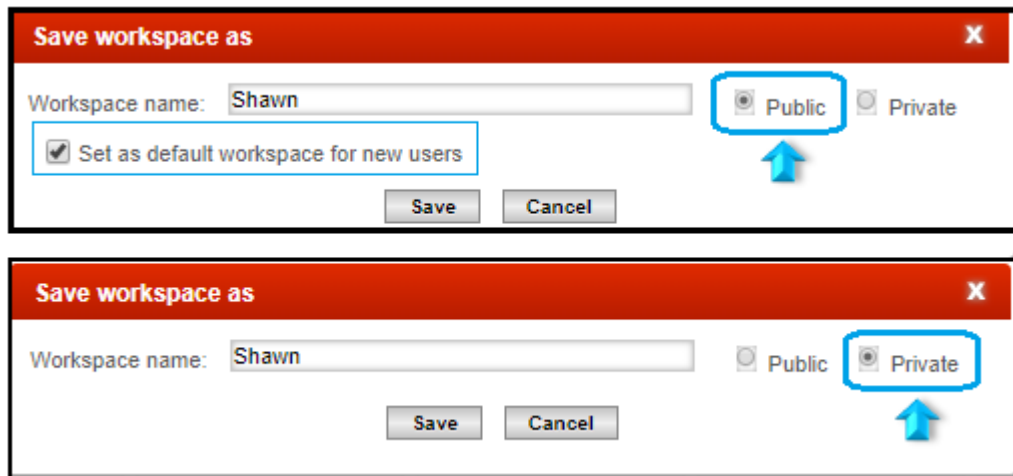 Save workspace as X
Workspace name: Shawn Public Private
Set as default workspace for new users
Save Cancel
Save workspace as X
Workspace name: Shawn Public Private
Save Cancel